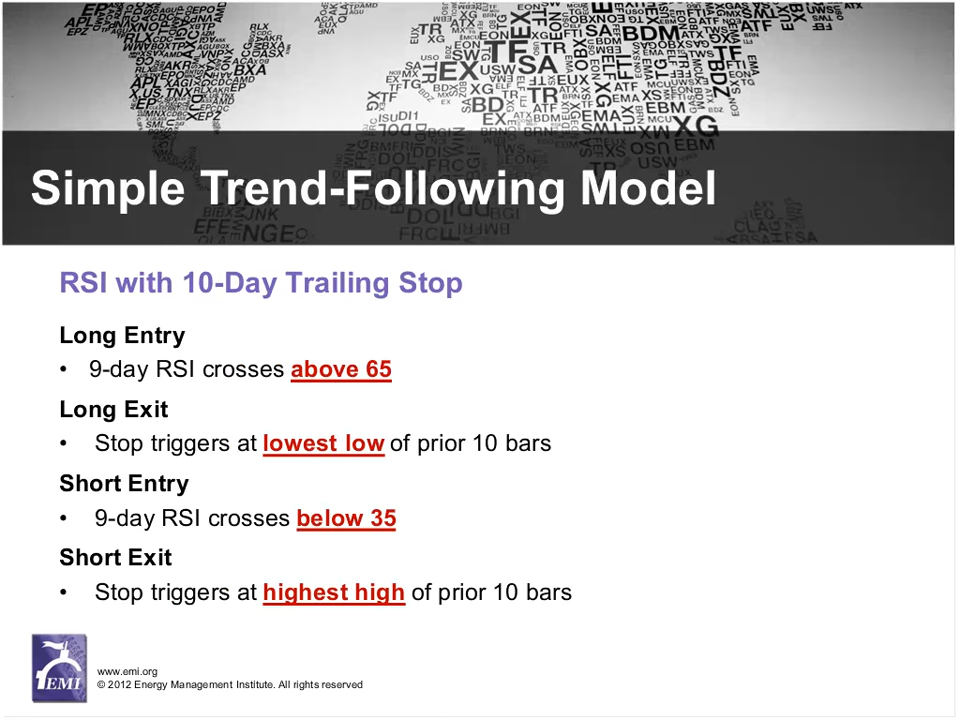 Simple Trend-Following Model
RSI with 10-Day Trailing Stop
Long Entry
• 9-day RSI crosses above 65
Long Exit
• Stop triggers at lowest low of prior 10 bars
Short Entry
• 9-day RSI crosses below 35
Short Exit
• Stop triggers at highest high of prior 10 bars
EMI
www.emi.org
© 2012 Energy Management Institute. All rights reserved